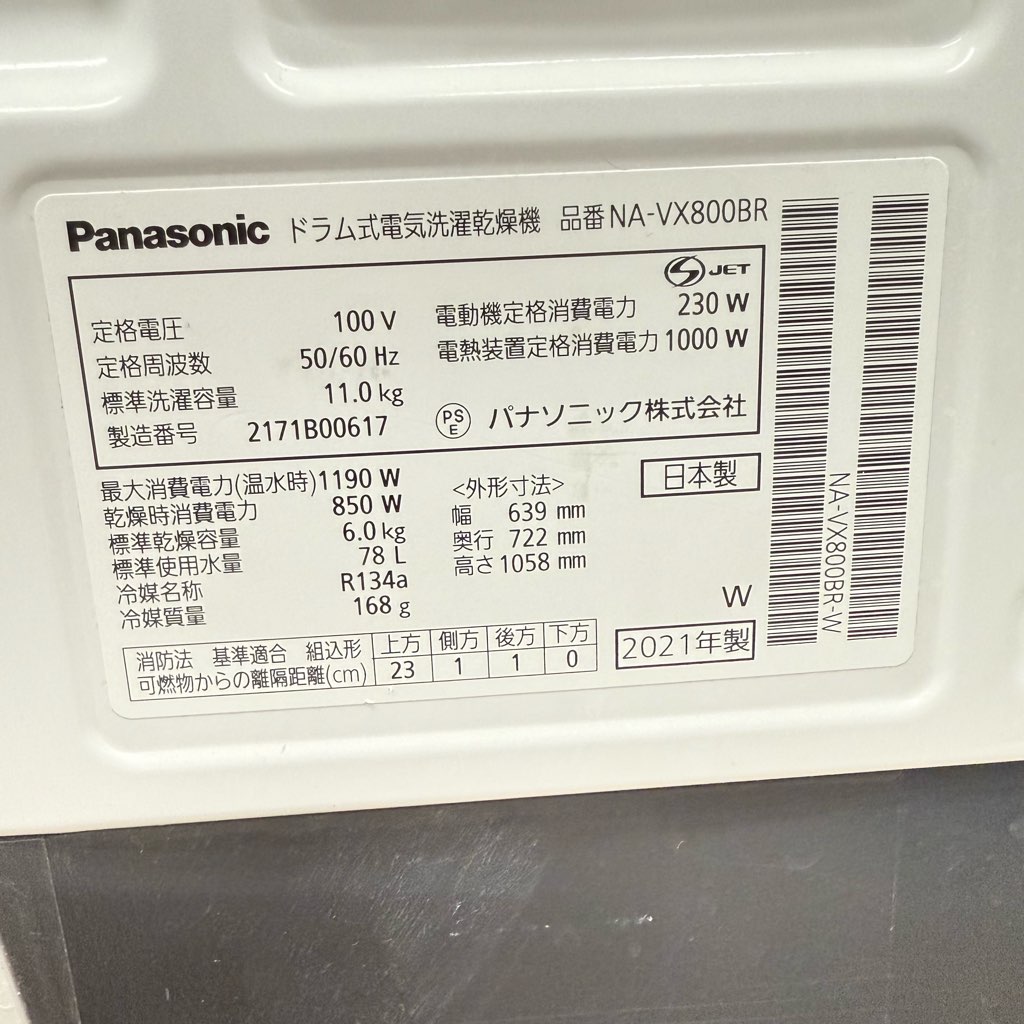 Panasonic ドラム式電気洗濯乾燥機 品番 NA-VX800BR
S JET
定格電圧 100 V
定格周波数 50/60 Hz
標準洗濯容量 11.0 kg
製造番号 2171B00617
電動機定格消費電力 230 W
電熱装置定格消費電力 1000 W
PS E パナソニック株式会社
最大消費電力(温水時) 1190 W
乾燥時消費電力 850 W
標準乾燥容量 6.0 kg
標準使用水量 78 L
冷媒名称 R134a
冷媒質量 168 g
<外形寸法>
幅 639 mm
奥行 722 mm
高さ 1058 mm
日本製
W
消防法 基準適合 組込形 上方 側方 後方 下方
可燃物からの離隔距離(cm) 23 1 1 0
2021年製
NA-VX800BR-W